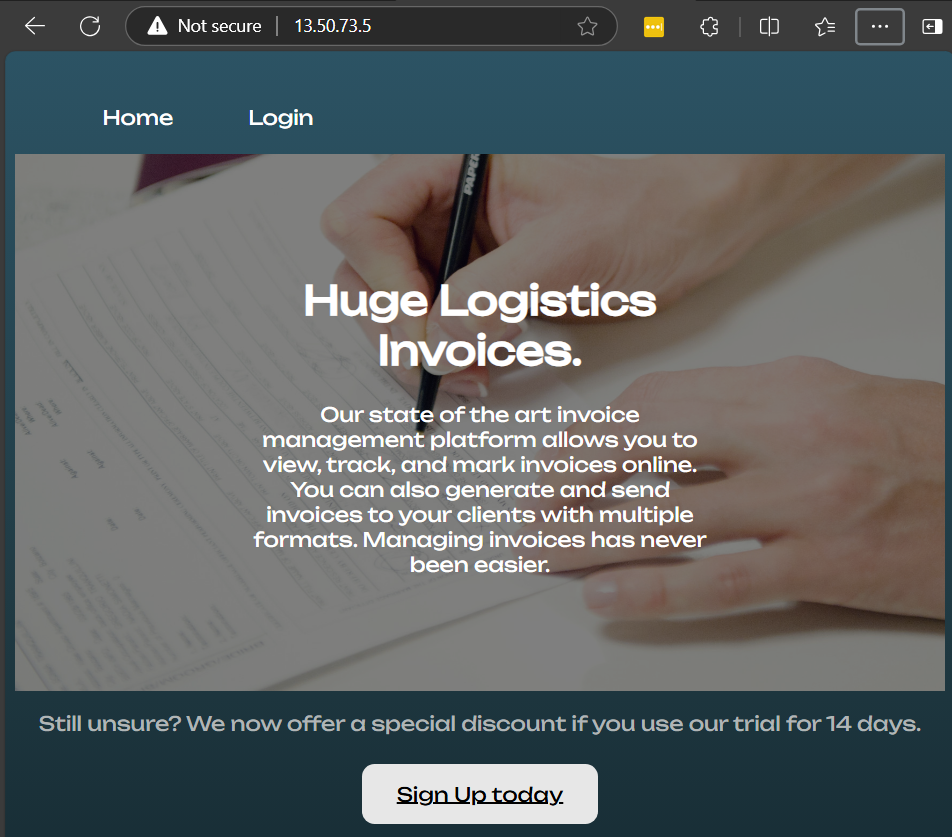 Not secure | 13.50.73.5
Home Login
PAPER
Huge Logistics
Invoices.
Our state of the art invoice
management platform allows you to
view, track, and mark invoices online.
You can also generate and send
invoices to your clients with multiple
formats. Managing invoices has never
been easier.
Still unsure? We now offer a special discount if you use our trial for 14 days.
Sign Up today